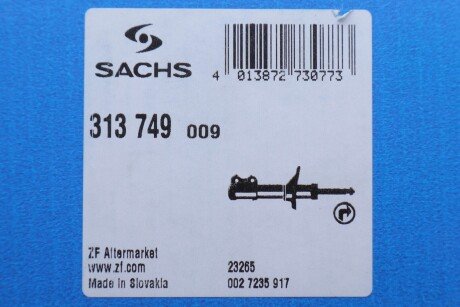 SACHS
4 013872 730773
313 749 009
ZF Aftermarket
www.zf.com
Made in Slovakia
23265
002 7235 917